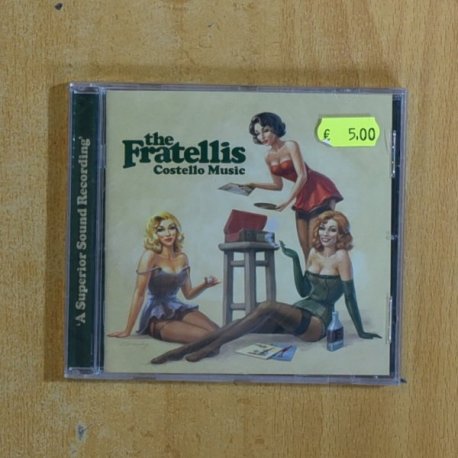 'A Superior Sound Recording'
the
Fratellis
Costello Music
€ 5.00